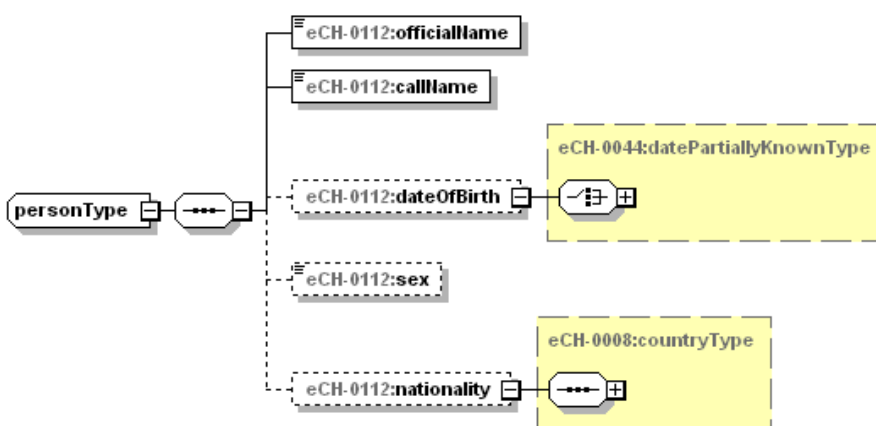 eCH-0112:officialName
eCH-0112:callName
eCH-0044:datePartiallyKnownType
personType
eCH-0112:dateOfBirth
eCH-0112:sex
eCH-0008:countryType
eCH-0112:nationality